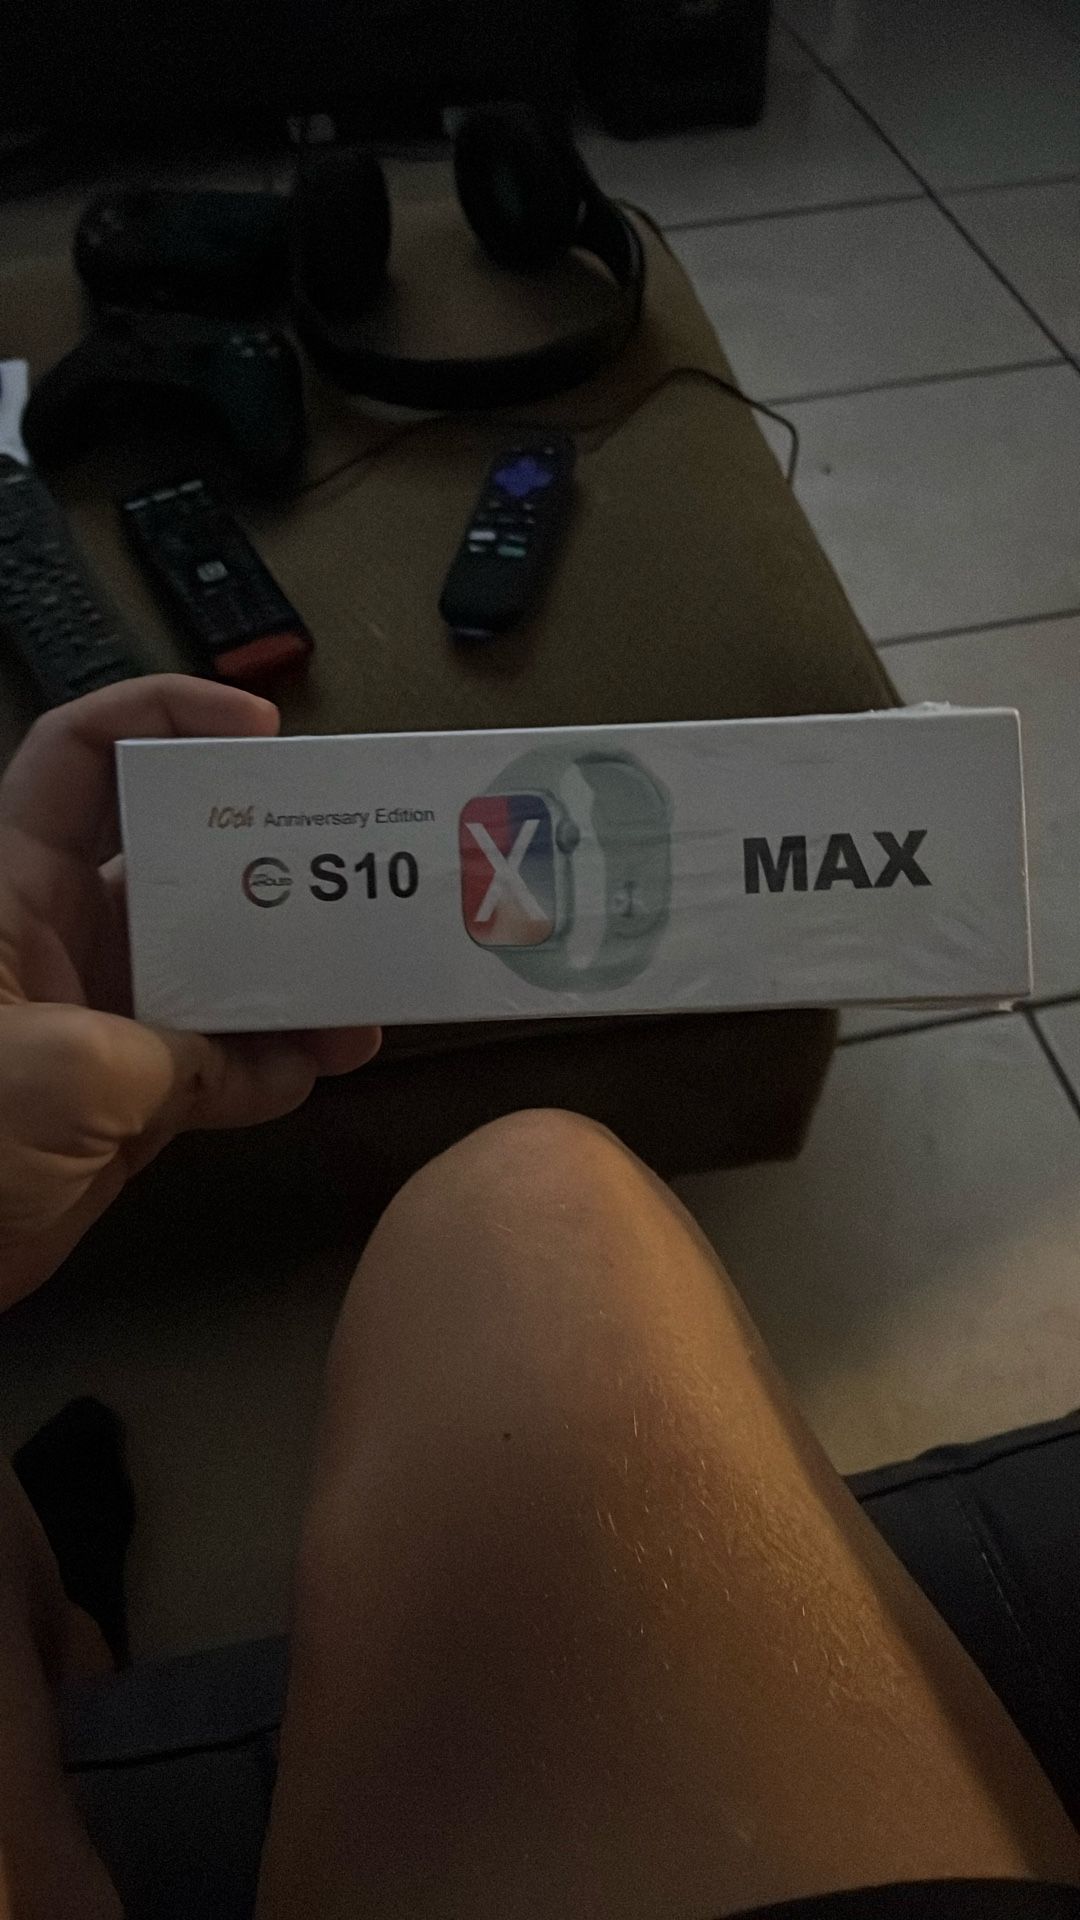 10th Anniversary Edition
S10
X
MAX